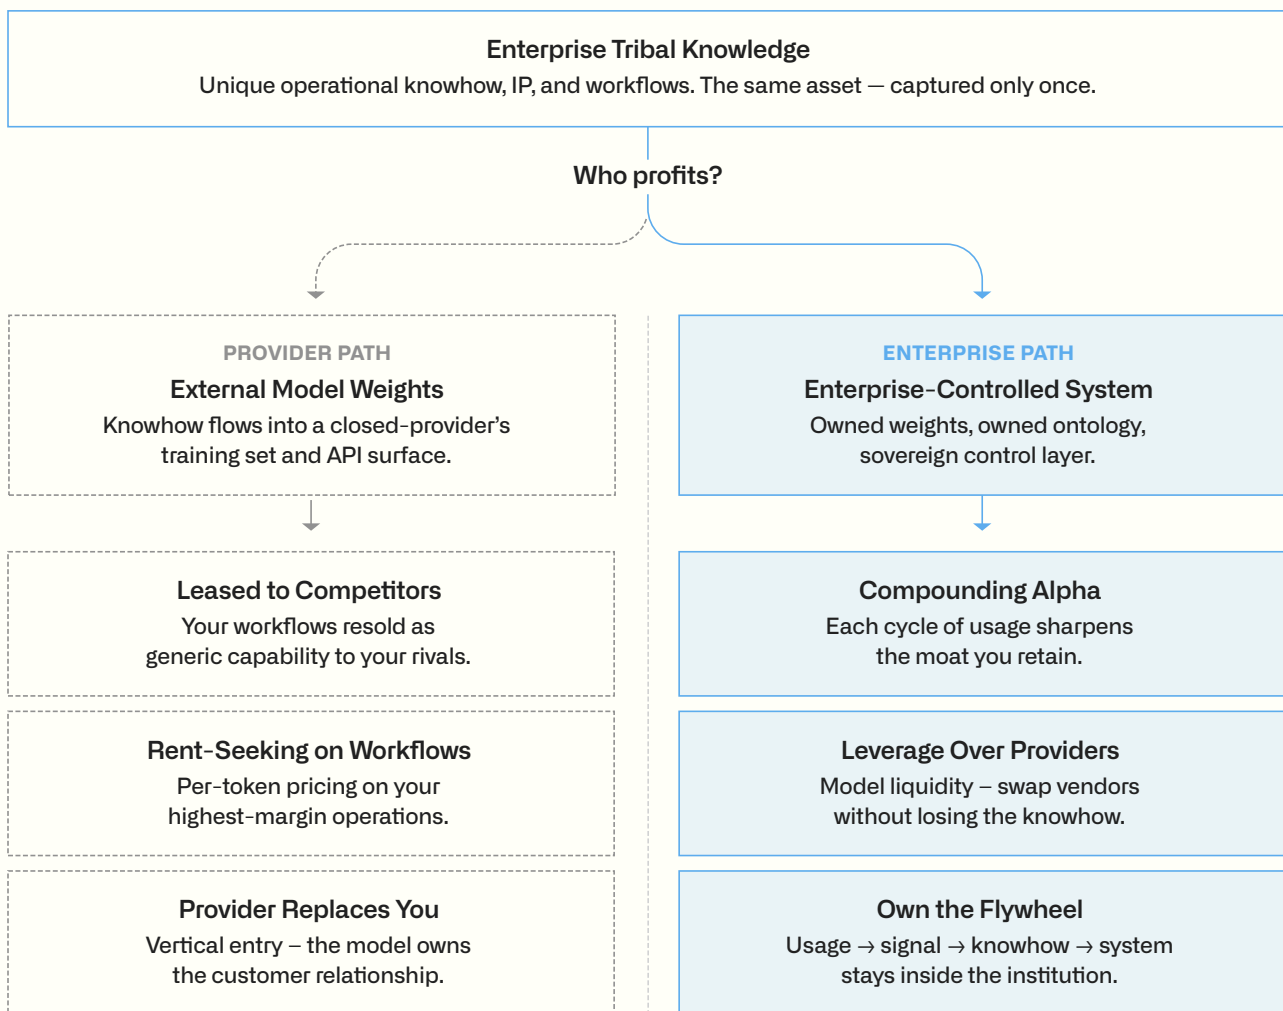 Enterprise Tribal Knowledge
Unique operational knowhow, IP, and workflows. The same asset — captured only once.
Who profits?
PROVIDER PATH
External Model Weights
Knowhow flows into a closed-provider’s
training set and API surface.
Leased to Competitors
Your workflows resold as
generic capability to your rivals.
Rent-Seeking on Workflows
Per-token pricing on your
highest-margin operations.
Provider Replaces You
Vertical entry – the model owns
the customer relationship.
ENTERPRISE PATH
Enterprise-Controlled System
Owned weights, owned ontology,
sovereign control layer.
Compounding Alpha
Each cycle of usage sharpens
the moat you retain.
Leverage Over Providers
Model liquidity – swap vendors
without losing the knowhow.
Own the Flywheel
Usage → signal → knowhow → system
stays inside the institution.